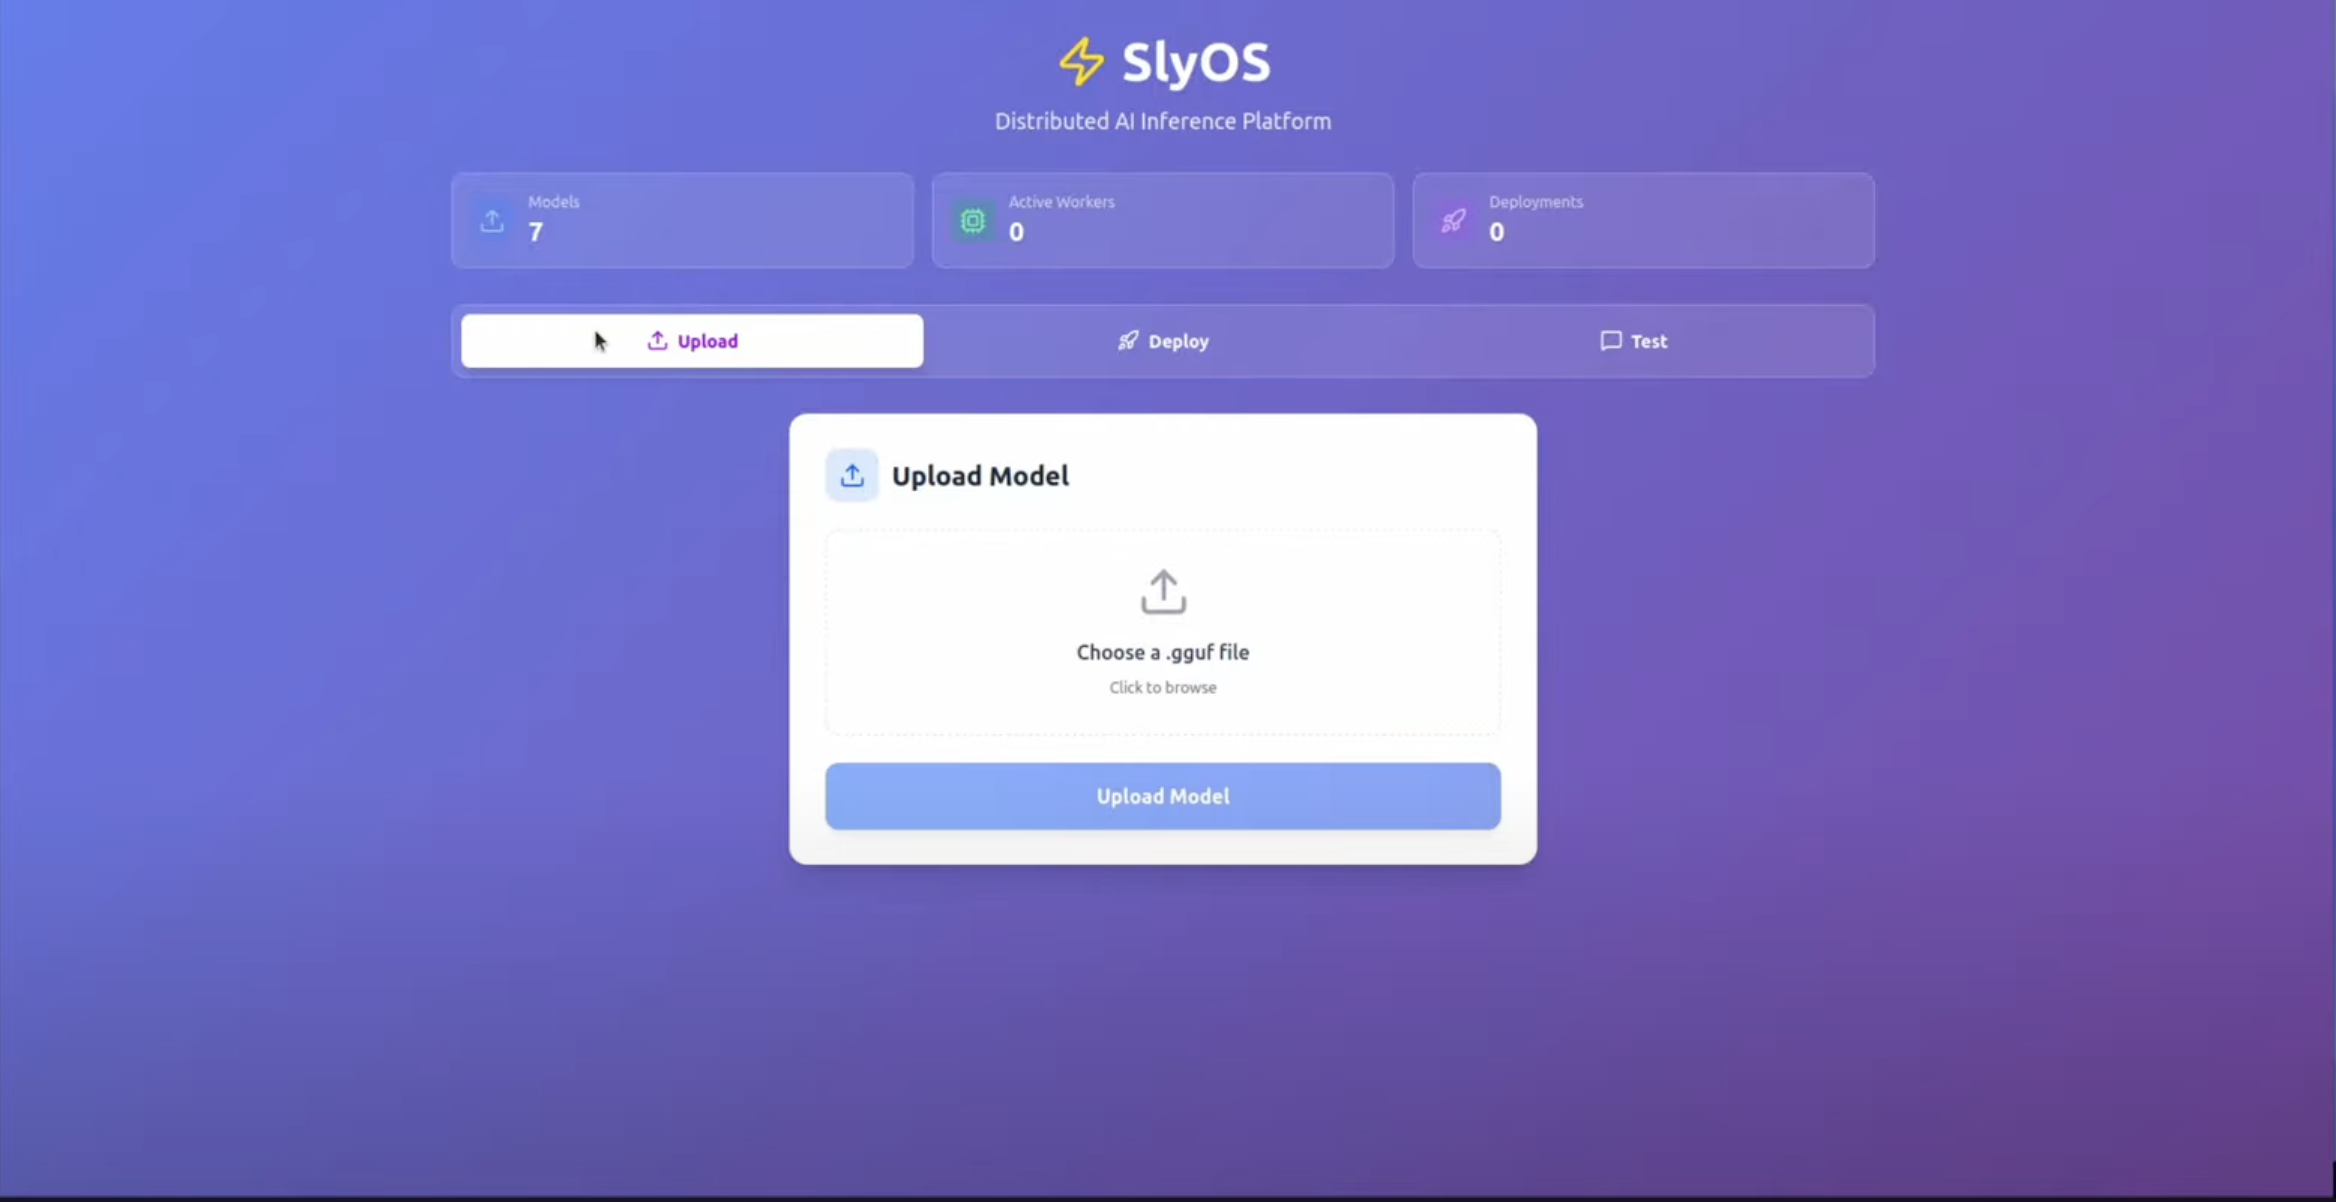 SlyOS
Distributed AI Inference Platform
Models
7
Active Workers
0
Deployments
0
Upload
Deploy
Test
Upload Model
Choose a .gguf file
Click to browse
Upload Model